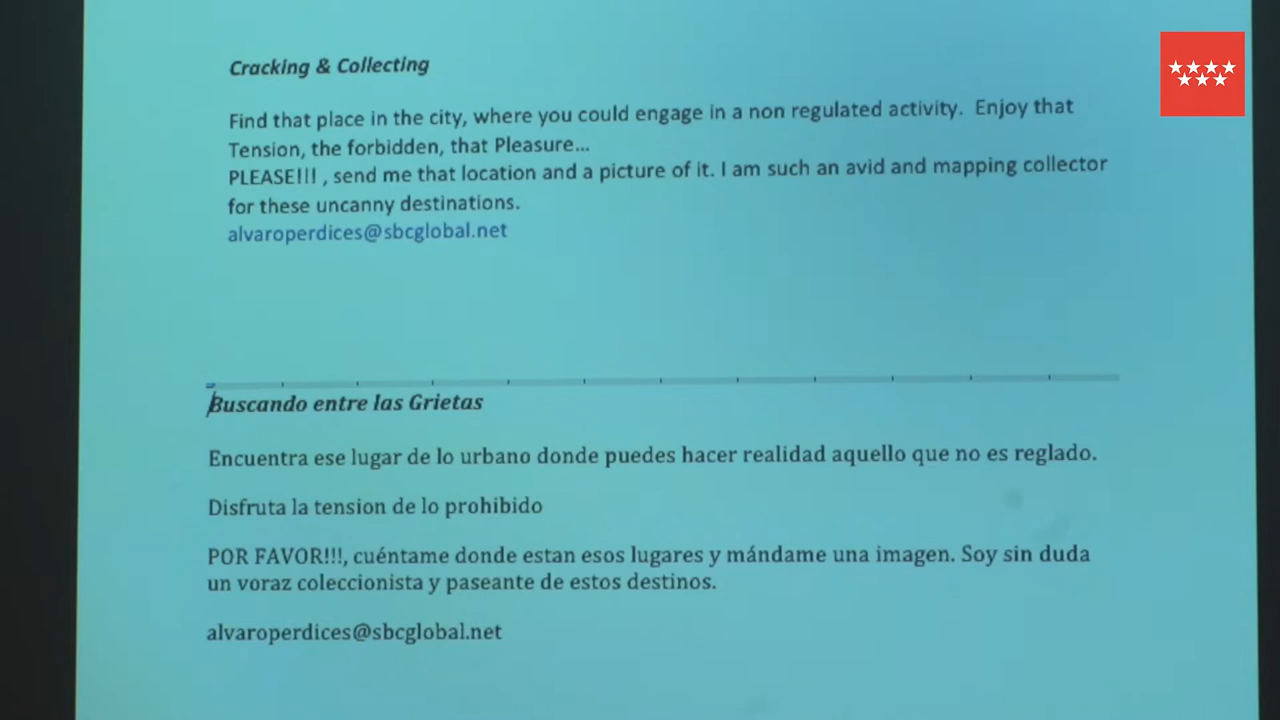 Cracking & Collecting
Find that place in the city, where you could engage in a non regulated activity.  Enjoy that
Tension, the forbidden, that Pleasure...
PLEASE!!! , send me that location and a picture of it. I am such an avid and mapping collector
for these uncanny destinations.
alvaroperdices@sbcglobal.net
Buscando entre las Grietas
Encuentra ese lugar de lo urbano donde puedes hacer realidad aquello que no es reglado.
Disfruta la tension de lo prohibido
POR FAVOR!!!, cuéntame donde estan esos lugares y mándame una imagen. Soy sin duda
un voraz coleccionista y paseante de estos destinos.
alvaroperdices@sbcglobal.net